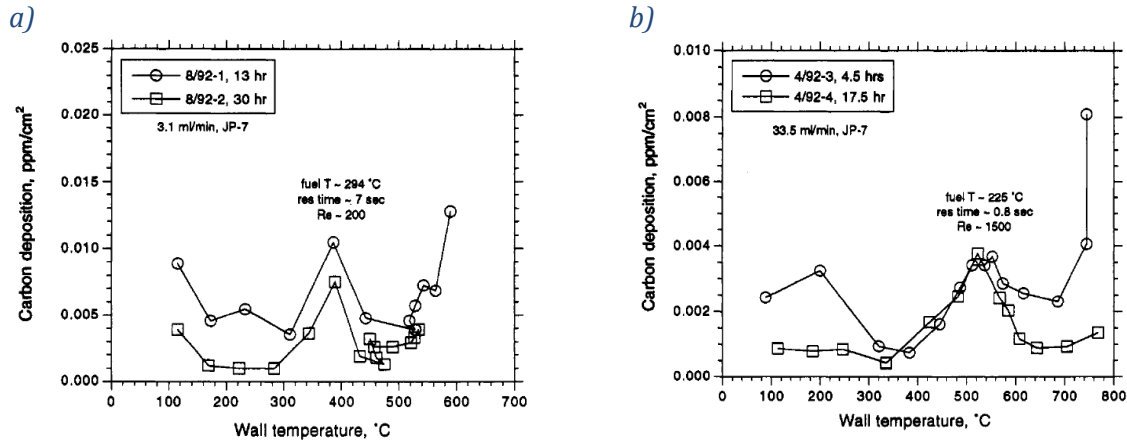 a)
0.025
0.020
0.015
0.010
0.005
0.000
Carbon deposition, ppm/cm²
8/92-1, 13 hr
8/92-2, 30 hr
3.1 ml/min, JP-7
fuel T ~ 294 °C
res time ~ 7 sec
Re ~ 200
0 100 200 300 400 500 600 700
Wall temperature, °C
b)
0.010
0.008
0.006
0.004
0.002
0.000
Carbon deposition, ppm/cm²
4/92-3, 4.5 hrs
4/92-4, 17.5 hr
33.5 ml/min, JP-7
fuel T ~ 225 °C
res time ~ 0.8 sec
Re ~ 1500
0 100 200 300 400 500 600 700 800
Wall temperature, °C